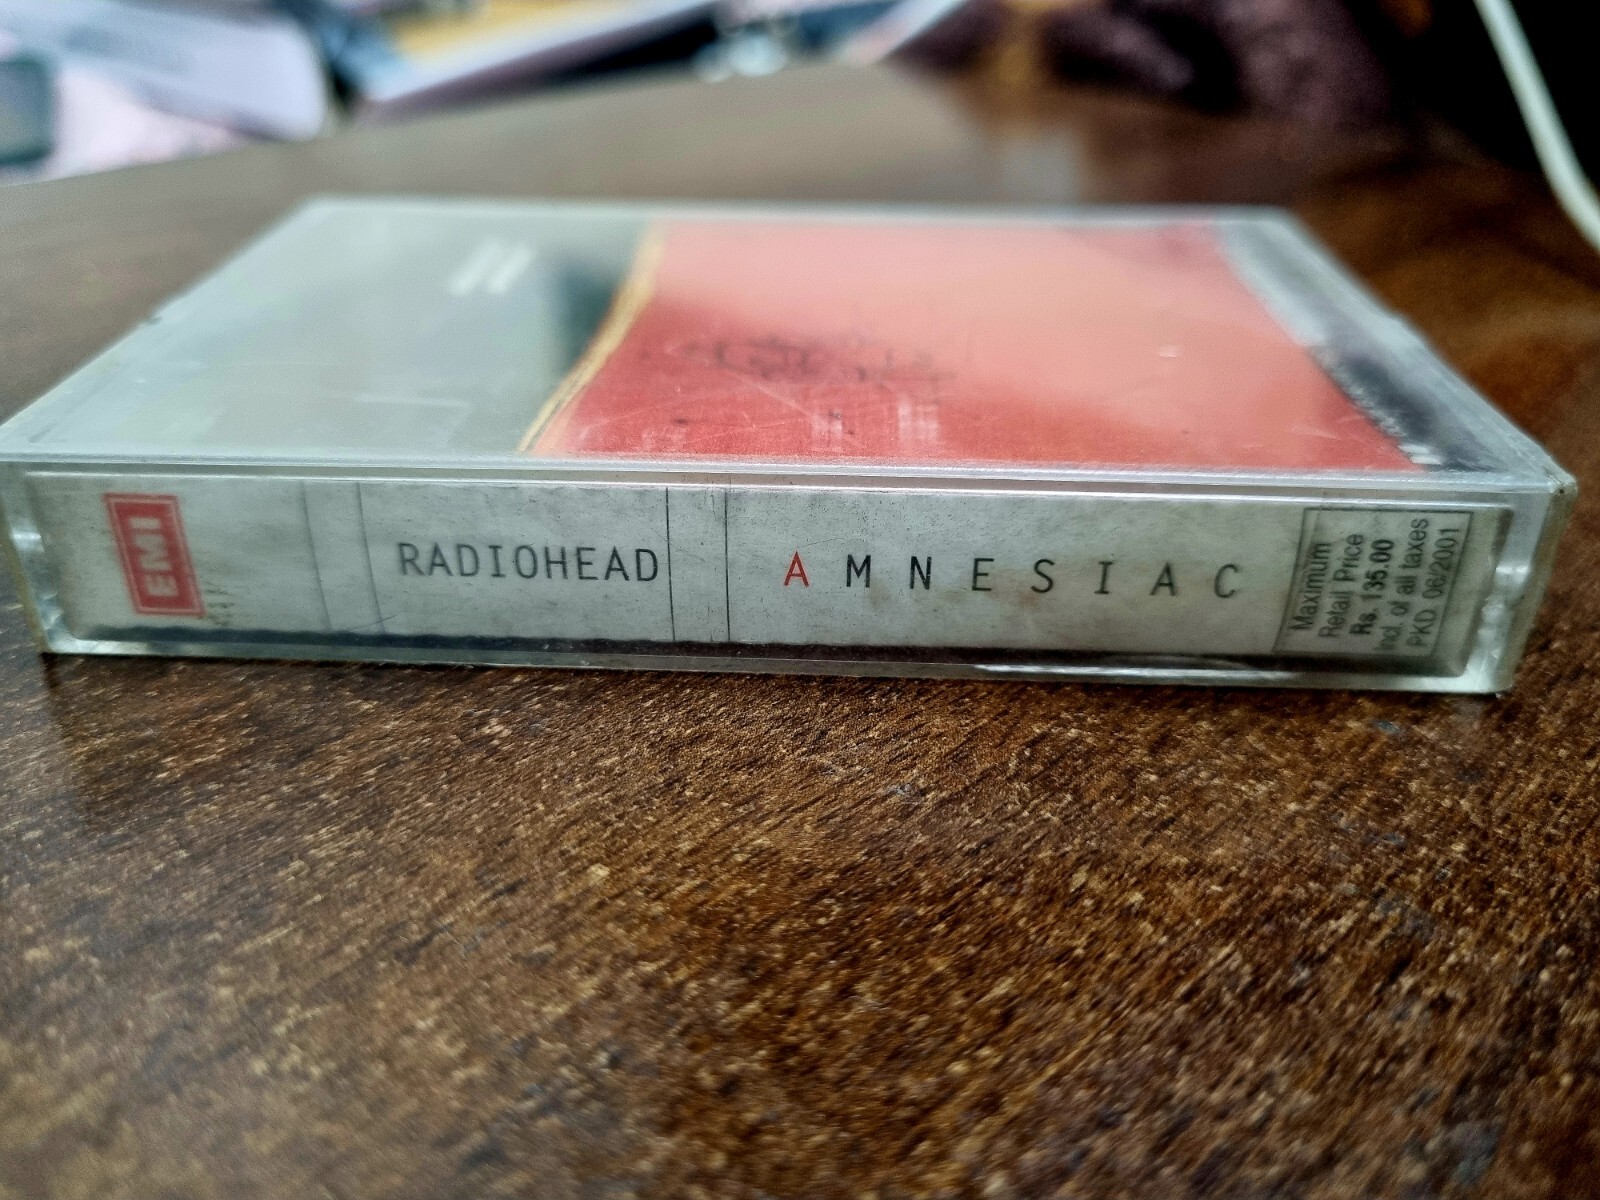 EMI
RADIOHEAD
AMNESIAC
Maximum
Retail Price
Rs. 135.00
incl. of all taxes
PKD. 06/2001